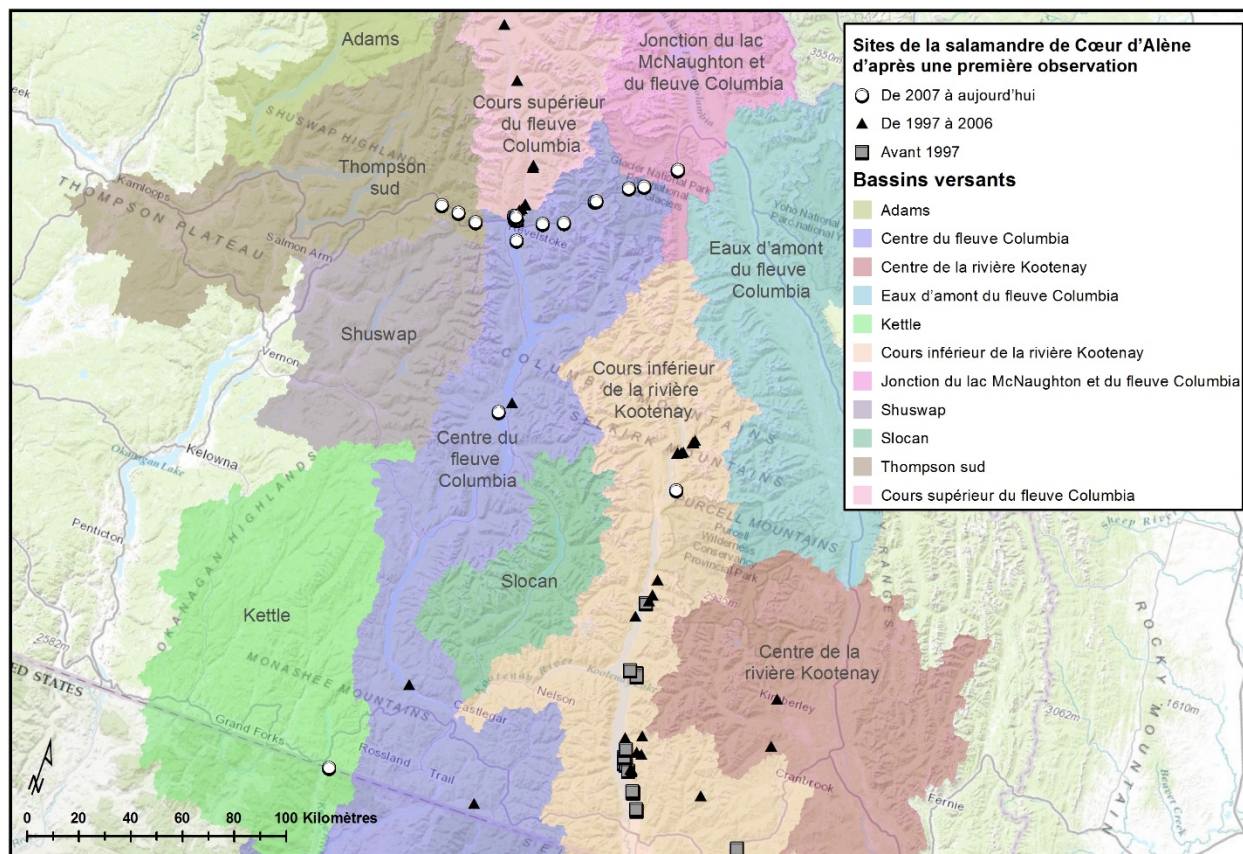 Adams
Jonction du lac
McNaughton et
du fleuve Columbia
Cours supérieur
du fleuve
Columbia
SHUSWAP HIGHLAND
Thompson
sud
Kamloops
THOMPSON PLATEAU
Salmon Arm
Revelstoke
Glacier National Park
Eaux d'amont
du fleuve
Columbia
Shuswap
Vernon
Okanagan Lake
Kelowna
Cours inférieur
de la rivière
Kootenay
COLUMBIA MOUNTAINS
Centre du
fleuve
Columbia
Penticton
OKANAGAN HIGHLANDS
PURCELL MOUNTAINS
Purcell
Wilderness
Conservancy
Provincial Park
Slocan
Kettle
2582m
MONASHEE MOUNTAINS
Centre de la
rivière Kootenay
Kimberley
Nelson
Castlegar
Grand Forks
Rossland
Trail
Cranbrook
Fernie
ROCKY MOUNTAIN
3062m
1610m
Sheep River
Beaver Creek
3550m
RANGES
N
0 20 40 60 80 100 Kilomètres
Sites de la salamandre de Cœur d'Alène
d'après une première observation
De 2007 à aujourd'hui
De 1997 à 2006
Avant 1997
Bassins versants
Adams
Centre du fleuve Columbia
Centre de la rivière Kootenay
Eaux d'amont du fleuve Columbia
Kettle
Cours inférieur de la rivière Kootenay
Jonction du lac McNaughton et du fleuve Columbia
Shuswap
Slocan
Thompson sud
Cours supérieur du fleuve Columbia